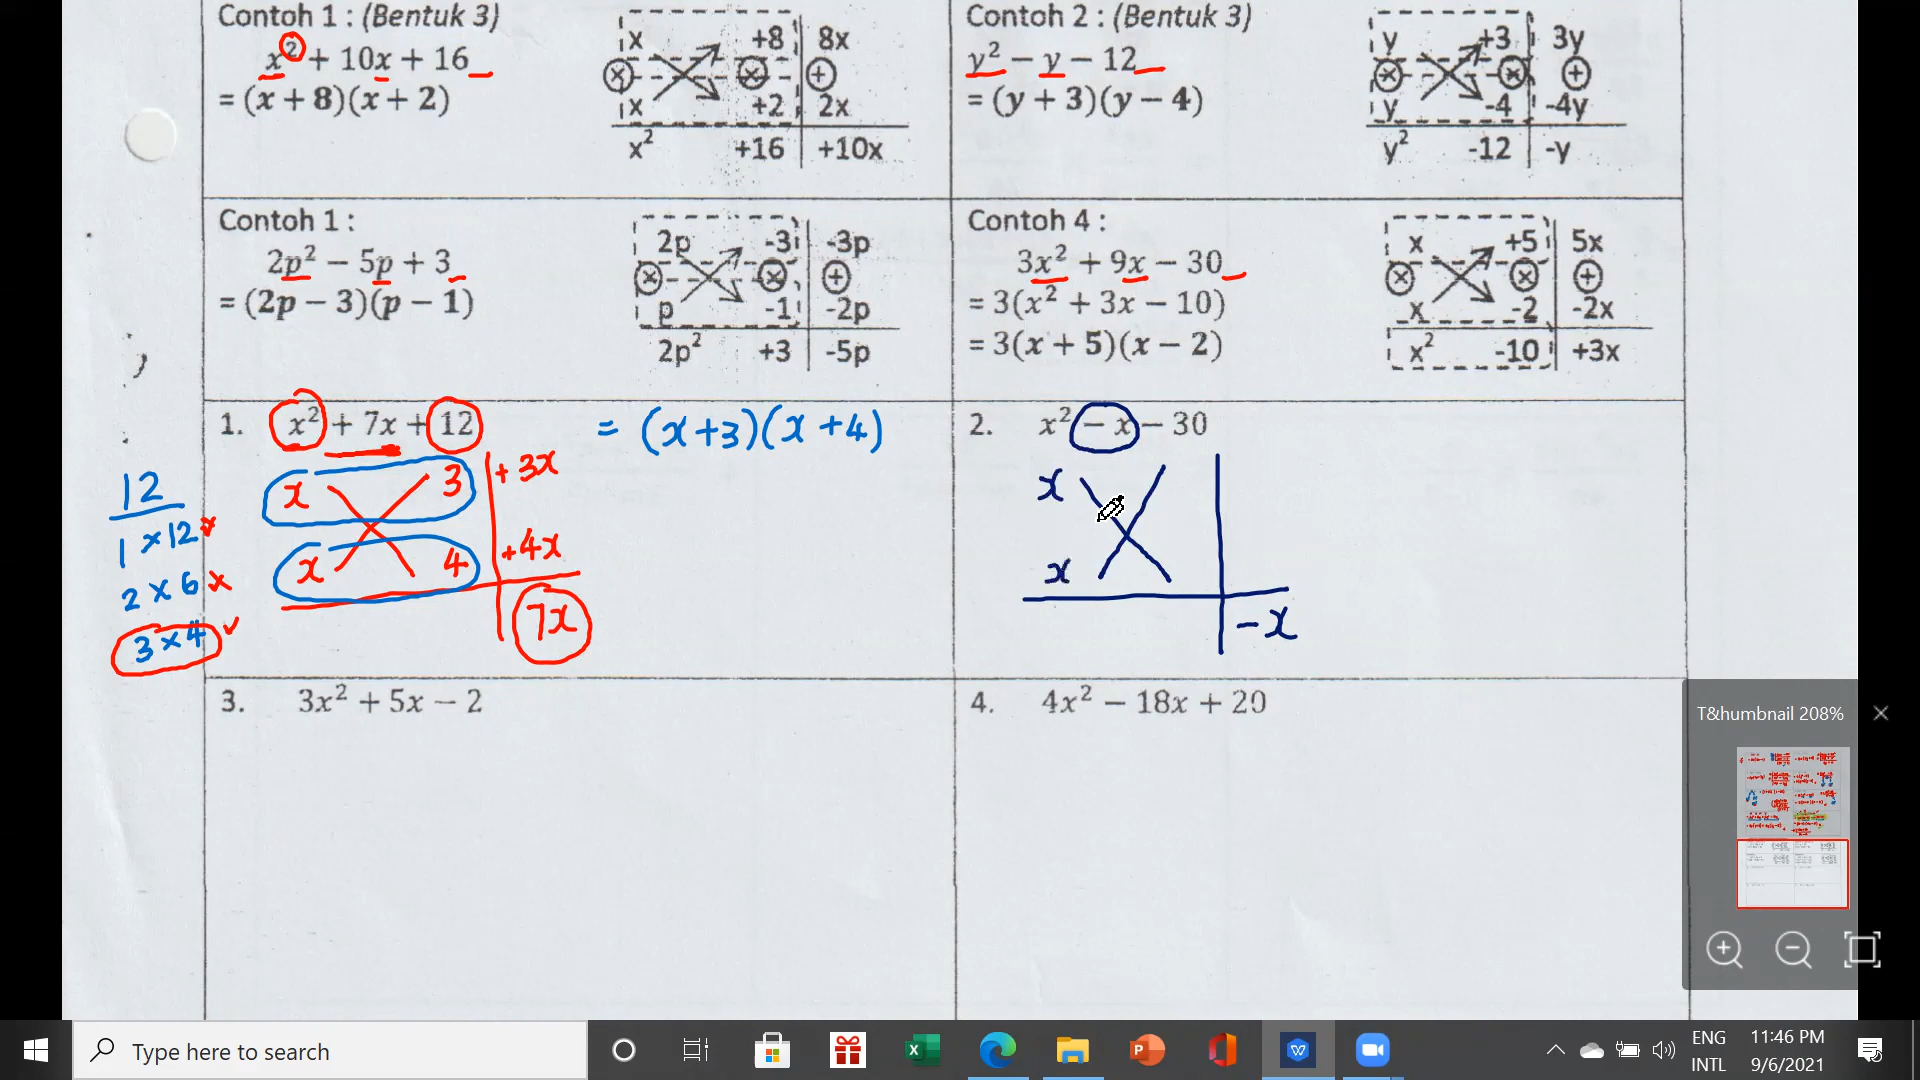 Contoh 1 : (Bentuk 3)
x² + 10x + 16
= (x + 8)(x + 2)
x +8 8x
x +2 2x
x² +16 +10x
Contoh 2 : (Bentuk 3)
y² − y − 12
= (y + 3)(y − 4)
y +3 3y
y -4 -4y
y² -12 -y
Contoh 1 :
2p² − 5p + 3
= (2p − 3)(p − 1)
2p -3 -3p
p -1 -2p
2p² +3 -5p
Contoh 4 :
3x² + 9x − 30
= 3(x² + 3x − 10)
= 3(x + 5)(x − 2)
x +5 5x
x -2 -2x
x² -10 +3x
1. x² + 7x + 12 = (x+3)(x+4)
x 3 +3x
x 4 +4x
7x
12
1 × 12 x
2 × 6 x
3 × 4 ✓
2. x² − x − 30
x
x
-x
3. 3x² + 5x − 2
4. 4x² − 18x + 20
T&humbnail 208%
Type here to search
ENG
INTL
11:46 PM
9/6/2021